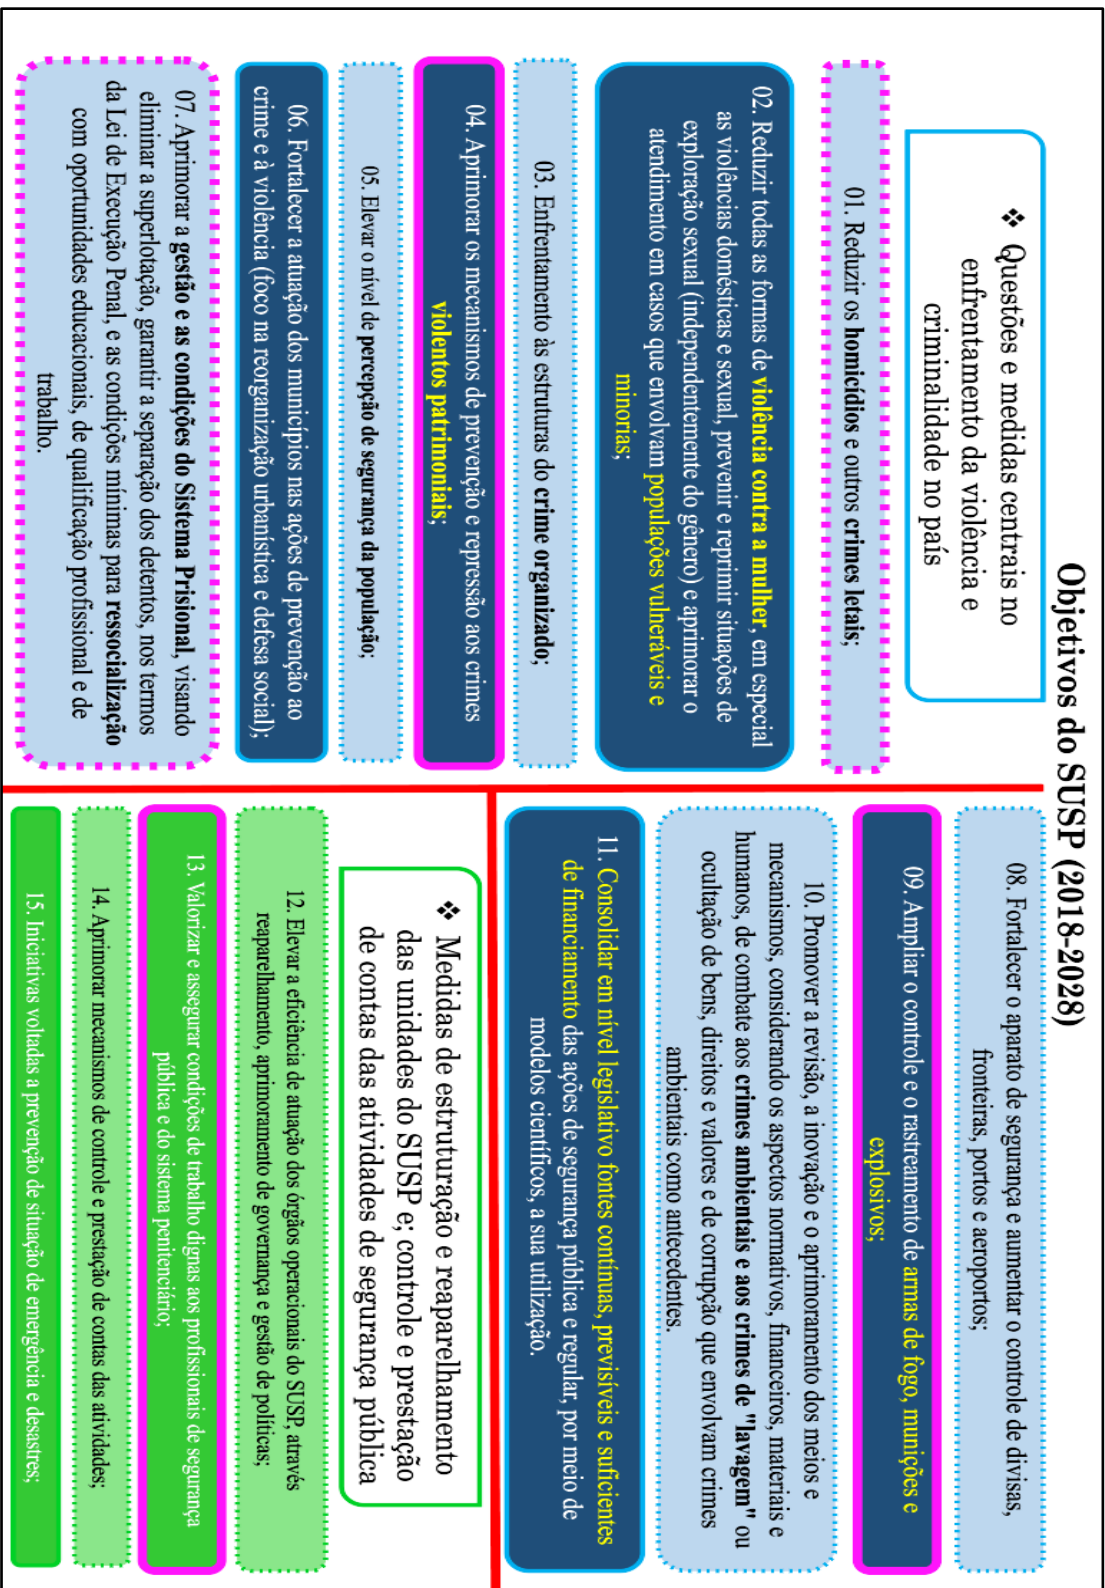 Objetivos do SUSP (2018-2028)
❖ Questões e medidas centrais no
enfrentamento da violência e
criminalidade no país
01. Reduzir os homicídios e outros crimes letais;
02. Reduzir todas as formas de violência contra a mulher, em especial
as violências domésticas e sexual, prevenir e reprimir situações de
exploração sexual (independentemente do gênero) e aprimorar o
atendimento em casos que envolvam populações vulneráveis e
minorias;
03. Enfrentamento às estruturas do crime organizado;
04. Aprimorar os mecanismos de prevenção e repressão aos crimes
violentos patrimoniais;
05. Elevar o nível de percepção de segurança da população;
06. Fortalecer a atuação dos municípios nas ações de prevenção ao
crime e à violência (foco na reorganização urbanística e defesa social);
07. Aprimorar a gestão e as condições do Sistema Prisional, visando
eliminar a superlotação, garantir a separação dos detentos, nos termos
da Lei de Execução Penal, e as condições mínimas para ressocialização
com oportunidades educacionais, de qualificação profissional e de
trabalho.
08. Fortalecer o aparato de segurança e aumentar o controle de divisas,
fronteiras, portos e aeroportos;
09. Ampliar o controle e o rastreamento de armas de fogo, munições e
explosivos;
10. Promover a revisão, a inovação e o aprimoramento dos meios e
mecanismos, considerando os aspectos normativos, financeiros, materiais e
humanos, de combate aos crimes ambientais e aos crimes de "lavagem" ou
ocultação de bens, direitos e valores e de corrupção que envolvam crimes
ambientais como antecedentes.
11. Consolidar em nível legislativo fontes contínuas, previsíveis e suficientes
de financiamento das ações de segurança pública e regular, por meio de
modelos científicos, a sua utilização.
❖ Medidas de estruturação e reaparelhamento
das unidades do SUSP e; controle e prestação
de contas das atividades de segurança pública
12. Elevar a eficiência de atuação dos órgãos operacionais do SUSP, através
reaparelhamento, aprimoramento de governança e gestão de políticas;
13. Valorizar e assegurar condições de trabalho dignas aos profissionais de segurança
pública e do sistema penitenciário;
14. Aprimorar mecanismos de controle e prestação de contas das atividades;
15. Iniciativas voltadas a prevenção de situação de emergência e desastres;